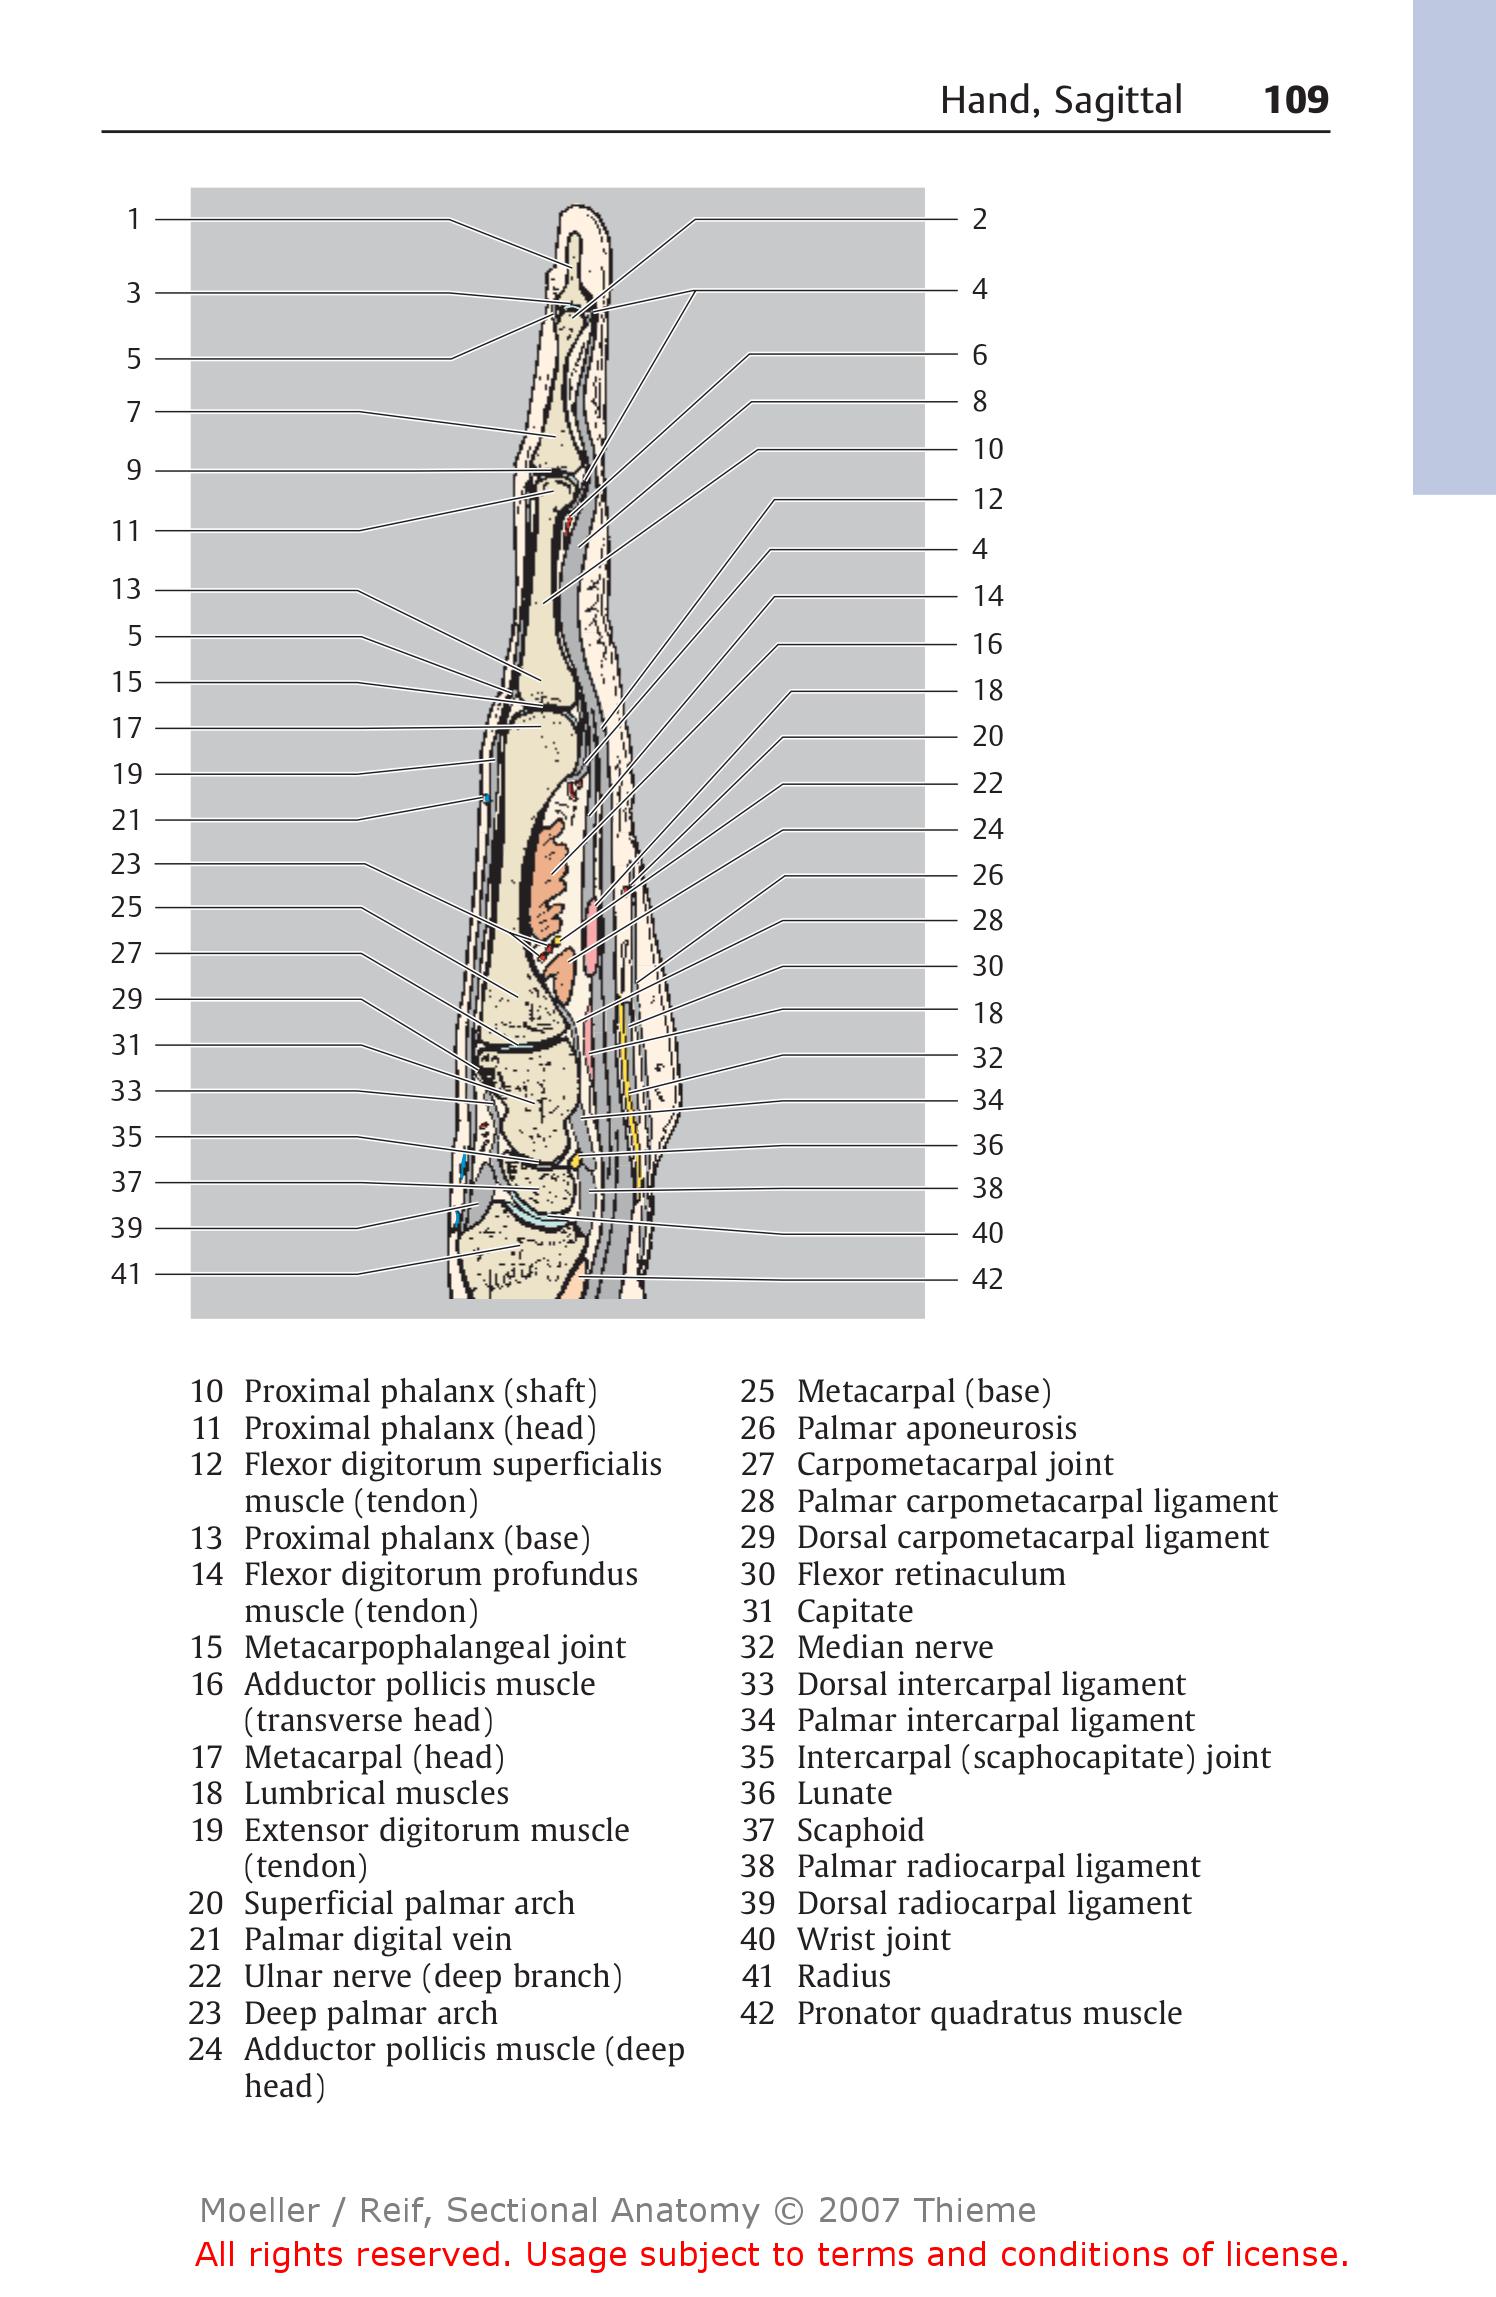 Hand, Sagittal 109
1 2
3 4
5 6
7 8
9 10
11 12
13 4
5 14
15 16
17 18
19 20
21 22
23 24
25 26
27 28
29 30
31 18
33 32
35 34
37 36
39 38
41 40
42
10 Proximal phalanx (shaft)
11 Proximal phalanx (head)
12 Flexor digitorum superficialis
muscle (tendon)
13 Proximal phalanx (base)
14 Flexor digitorum profundus
muscle (tendon)
15 Metacarpophalangeal joint
16 Adductor pollicis muscle
(transverse head)
17 Metacarpal (head)
18 Lumbrical muscles
19 Extensor digitorum muscle
(tendon)
20 Superficial palmar arch
21 Palmar digital vein
22 Ulnar nerve (deep branch)
23 Deep palmar arch
24 Adductor pollicis muscle (deep
head)
25 Metacarpal (base)
26 Palmar aponeurosis
27 Carpometacarpal joint
28 Palmar carpometacarpal ligament
29 Dorsal carpometacarpal ligament
30 Flexor retinaculum
31 Capitate
32 Median nerve
33 Dorsal intercarpal ligament
34 Palmar intercarpal ligament
35 Intercarpal (scaphocapitate) joint
36 Lunate
37 Scaphoid
38 Palmar radiocarpal ligament
39 Dorsal radiocarpal ligament
40 Wrist joint
41 Radius
42 Pronator quadratus muscle
Moeller / Reif, Sectional Anatomy © 2007 Thieme
All rights reserved. Usage subject to terms and conditions of license.